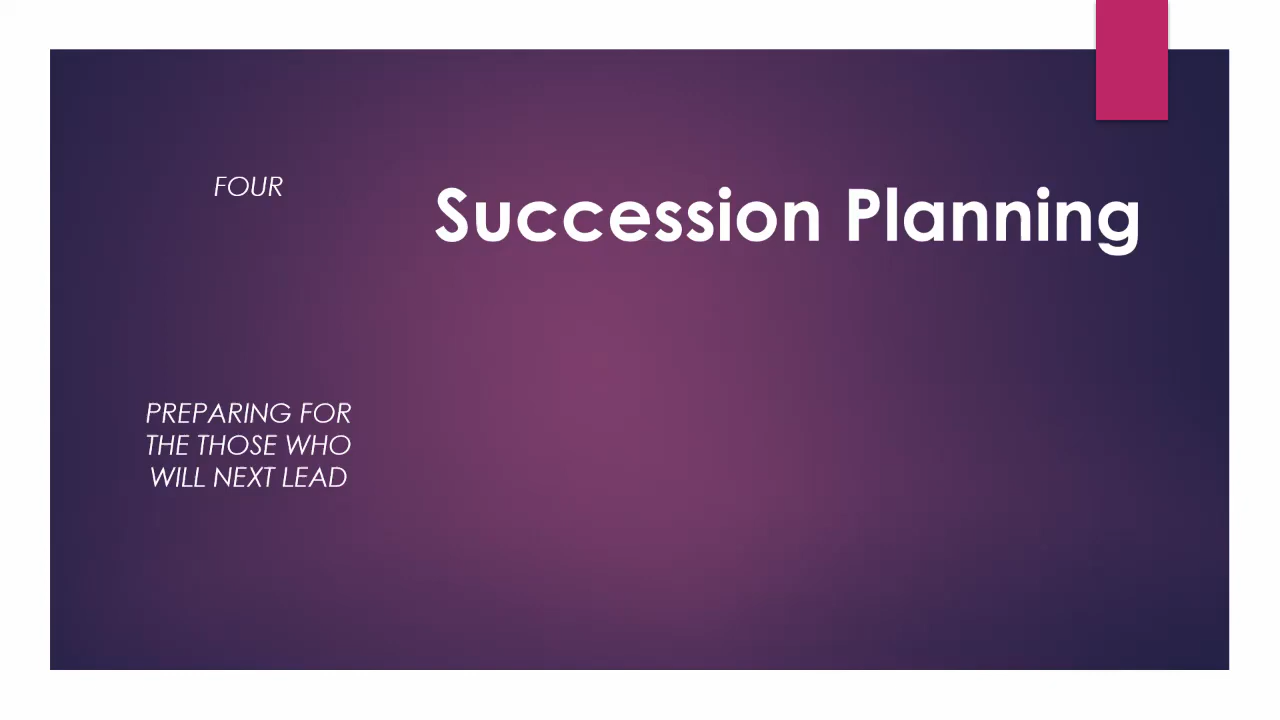 FOUR
Succession Planning
PREPARING FOR
THE THOSE WHO
WILL NEXT LEAD